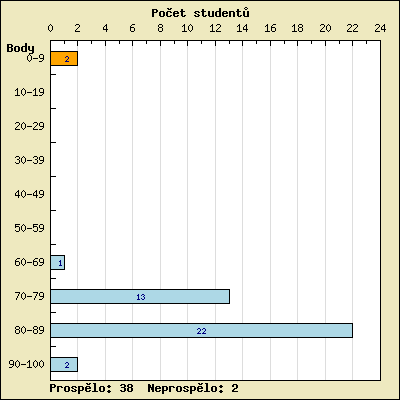 Počet studentů
0 2 4 6 8 10 12 14 16 18 20 22 24
Body
0-9 2
10-19
20-29
30-39
40-49
50-59
60-69 1
70-79 13
80-89 22
90-100 2
Prospělo: 38 Neprospělo: 2